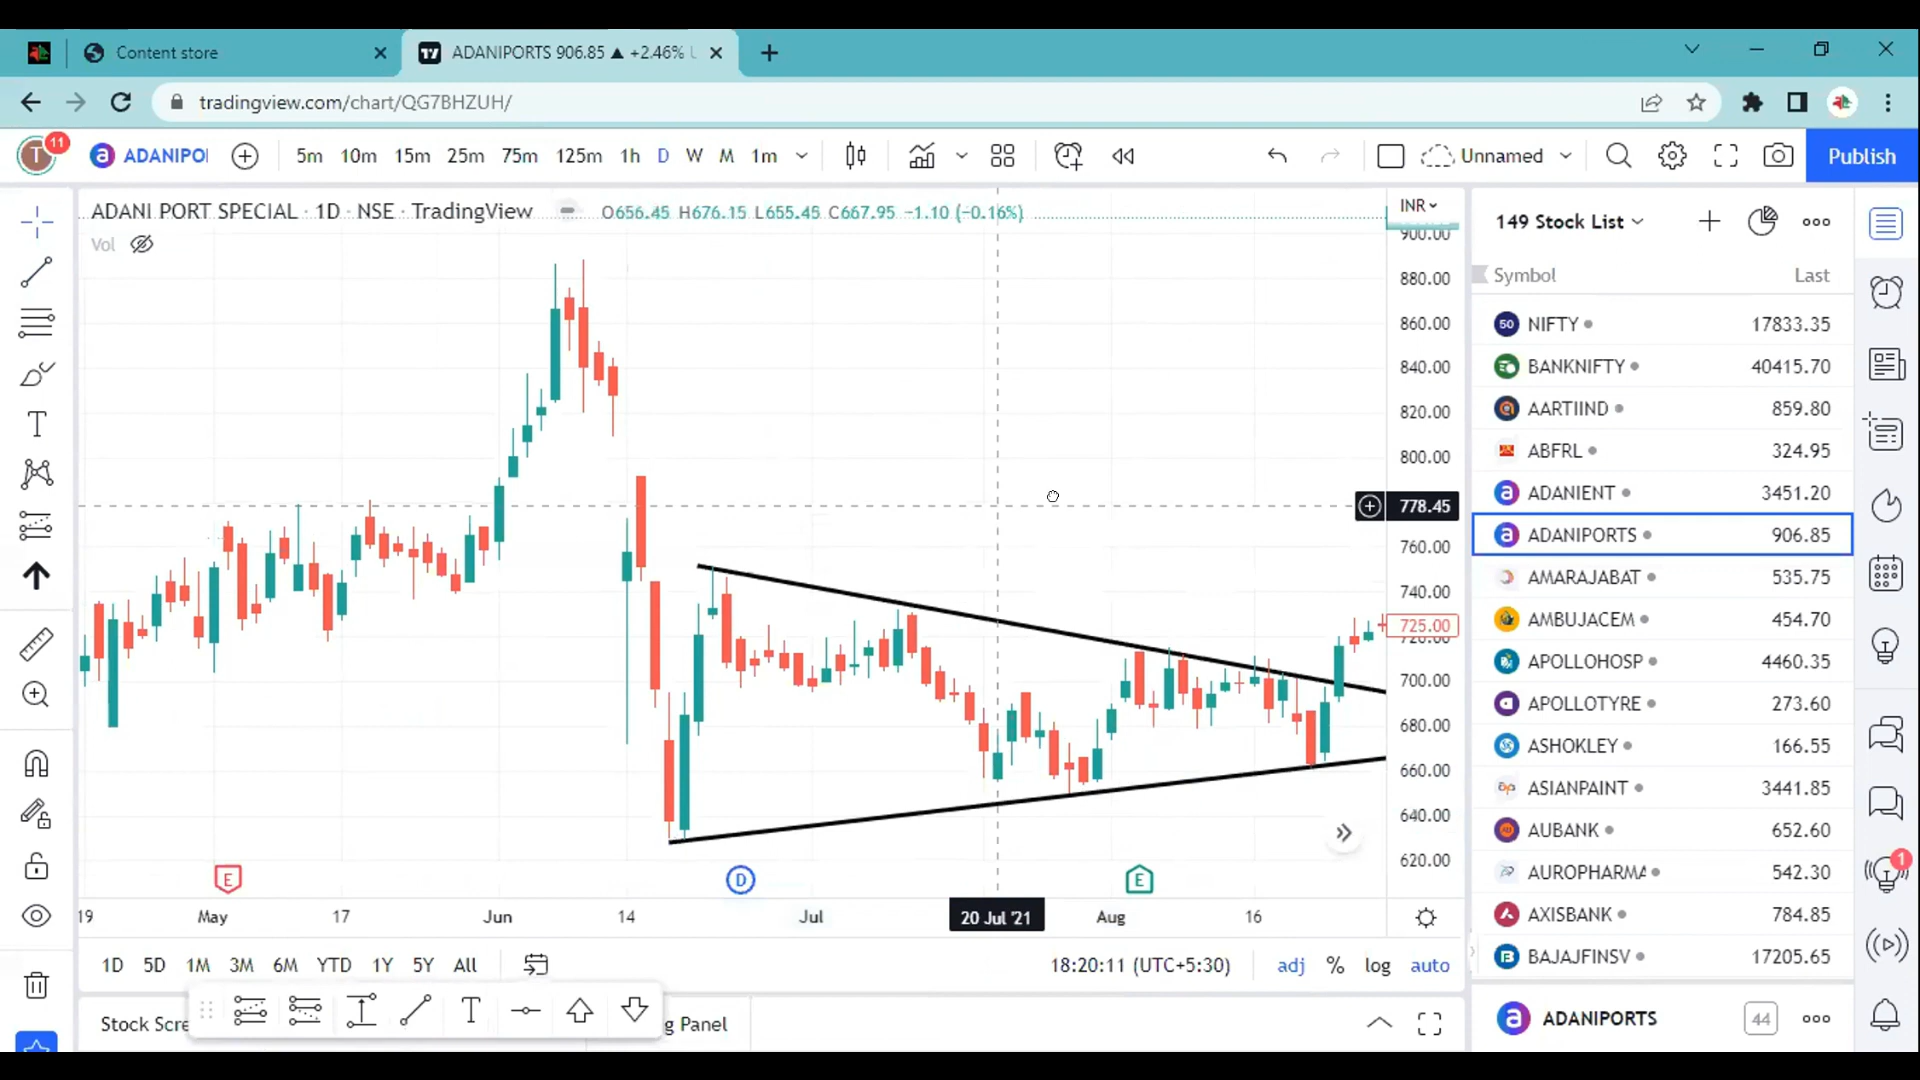 Content store
ADANIPORTS 906.85 ▲ +2.46% U
tradingview.com/chart/QG7BHZUH/
T 11
ADANIPO
5m 10m 15m 25m 75m 125m 1h D W M 1m
Unnamed
Publish
ADANI PORT SPECIAL · 1D · NSE · TradingView
O656.45 H676.15 L655.45 C667.95 −1.10 (−0.16%)
Vol
INR
900.00
880.00
860.00
840.00
820.00
800.00
778.45
760.00
740.00
725.00
720.00
700.00
680.00
660.00
640.00
620.00
E
D
E
19 May 17 Jun 14 Jul 20 Jul '21 Aug 16
1D 5D 1M 3M 6M YTD 1Y 5Y All
18:20:11 (UTC+5:30) adj % log auto
Stock Scre
g Panel
149 Stock List
Symbol Last
50 NIFTY 17833.35
BANKNIFTY 40415.70
AARTIIND 859.80
ABFRL 324.95
a ADANIENT 3451.20
a ADANIPORTS 906.85
AMARAJABAT 535.75
AMBUJACEM 454.70
APOLLOHOSP 4460.35
APOLLOTYRE 273.60
ASHOKLEY 166.55
ap ASIANPAINT 3441.85
AUBANK 652.60
AUROPHARMA 542.30
AXISBANK 784.85
BAJAJFINSV 17205.65
a ADANIPORTS 44
1